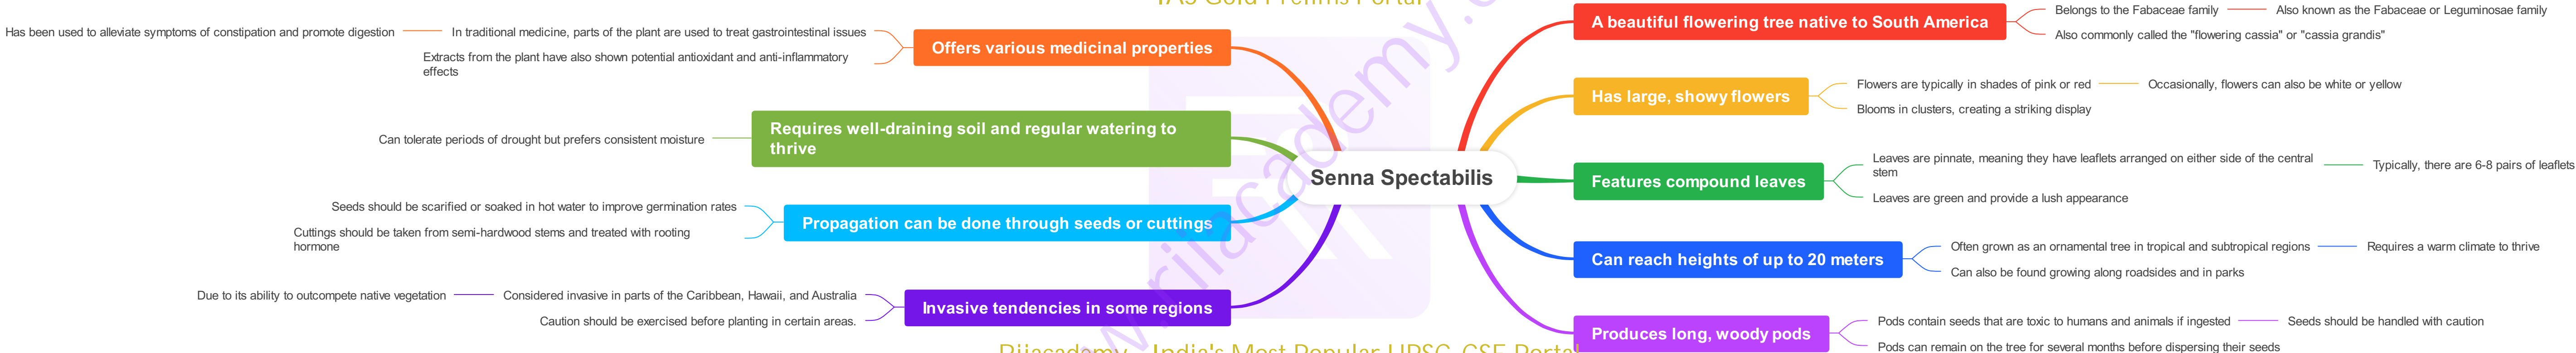 IAS Gold Prelims Portal
Senna Spectabilis
A beautiful flowering tree native to South America
Belongs to the Fabaceae family
Also known as the Fabaceae or Leguminosae family
Also commonly called the "flowering cassia" or "cassia grandis"
Has large, showy flowers
Flowers are typically in shades of pink or red
Occasionally, flowers can also be white or yellow
Blooms in clusters, creating a striking display
Features compound leaves
Leaves are pinnate, meaning they have leaflets arranged on either side of the central
stem
Typically, there are 6-8 pairs of leaflets
Leaves are green and provide a lush appearance
Can reach heights of up to 20 meters
Often grown as an ornamental tree in tropical and subtropical regions
Requires a warm climate to thrive
Can also be found growing along roadsides and in parks
Produces long, woody pods
Pods contain seeds that are toxic to humans and animals if ingested
Seeds should be handled with caution
Pods can remain on the tree for several months before dispersing their seeds
Offers various medicinal properties
In traditional medicine, parts of the plant are used to treat gastrointestinal issues
Has been used to alleviate symptoms of constipation and promote digestion
Extracts from the plant have also shown potential antioxidant and anti-inflammatory
effects
Requires well-draining soil and regular watering to
thrive
Can tolerate periods of drought but prefers consistent moisture
Propagation can be done through seeds or cuttings
Seeds should be scarified or soaked in hot water to improve germination rates
Cuttings should be taken from semi-hardwood stems and treated with rooting
hormone
Invasive tendencies in some regions
Considered invasive in parts of the Caribbean, Hawaii, and Australia
Due to its ability to outcompete native vegetation
Caution should be exercised before planting in certain areas.
Rijacademy - India's Most Popular UPSC-CSE Portal